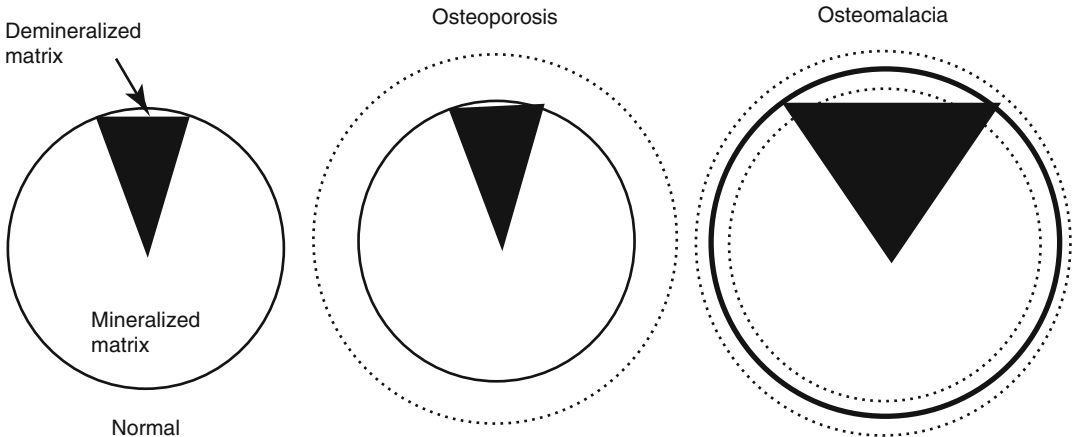 Demineralized
matrix
Mineralized
matrix
Normal
Osteoporosis
Osteomalacia